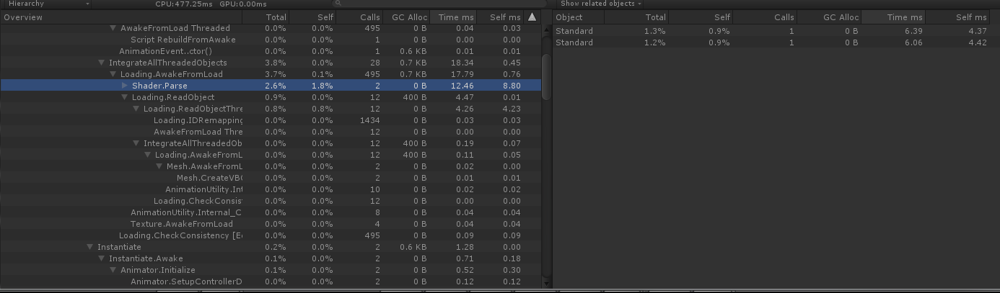 Hierarchy CPU:477.25ms GPU:0.00ms Show related objects
Overview Total Self Calls GC Alloc Time ms Self ms Object Total Self Calls GC Alloc Time ms Self ms
AwakeFromLoad Threaded 0.0% 0.0% 495 0 B 0.04 0.03 Standard 1.3% 0.9% 1 0 B 6.39 4.37
Script RebuildFromAwake 0.0% 0.0% 1 0 B 0.00 0.00 Standard 1.2% 0.9% 1 0 B 6.06 4.42
AnimationEvent..ctor() 0.0% 0.0% 1 0.6 KB 0.01 0.01
IntegrateAllThreadedObjects 3.8% 0.0% 28 0.7 KB 18.34 0.45
Loading.AwakeFromLoad 3.7% 0.1% 495 0.7 KB 17.79 0.76
Shader.Parse 2.6% 1.8% 2 0 B 12.46 8.80
Loading.ReadObject 0.9% 0.0% 12 400 B 4.47 0.01
Loading.ReadObjectThre 0.8% 0.8% 12 0 B 4.26 4.23
Loading.IDRemapping 0.0% 0.0% 1434 0 B 0.03 0.03
AwakeFromLoad Thre 0.0% 0.0% 12 0 B 0.00 0.00
IntegrateAllThreadedOb 0.0% 0.0% 12 400 B 0.19 0.07
Loading.AwakeFromL 0.0% 0.0% 12 400 B 0.11 0.05
Mesh.AwakeFromL 0.0% 0.0% 2 0 B 0.02 0.00
Mesh.CreateVBO 0.0% 0.0% 2 0 B 0.01 0.01
AnimationUtility.Int 0.0% 0.0% 10 0 B 0.02 0.02
Loading.CheckConsist 0.0% 0.0% 12 0 B 0.00 0.00
AnimationUtility.Internal_C 0.0% 0.0% 8 0 B 0.04 0.04
Texture.AwakeFromLoad 0.0% 0.0% 4 0 B 0.04 0.04
Loading.CheckConsistency [Ed 0.0% 0.0% 495 0 B 0.09 0.09
Instantiate 0.2% 0.0% 2 0.6 KB 1.28 0.00
Instantiate.Awake 0.1% 0.0% 2 0 B 0.71 0.18
Animator.Initialize 0.1% 0.0% 2 0 B 0.52 0.30
Animator.SetupControllerD 0.0% 0.0% 2 0 B 0.12 0.12